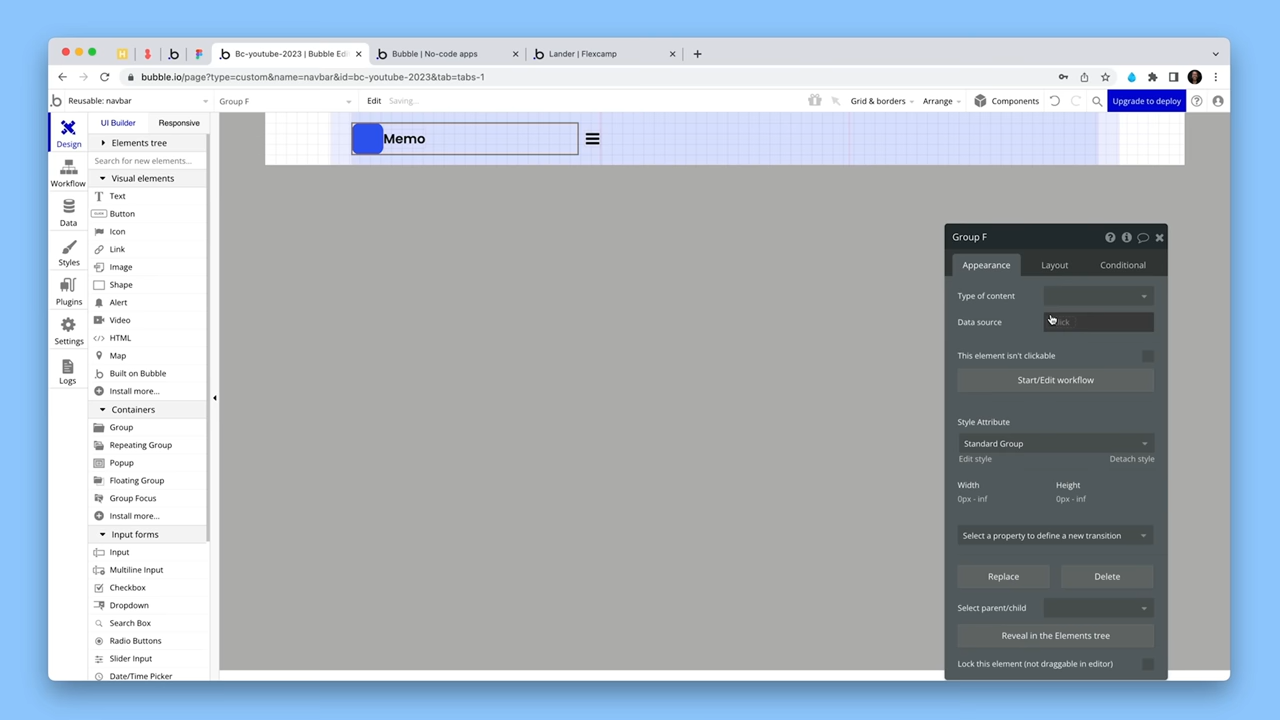 Bc-youtube-2023 | Bubble Edi
Bubble | No-code apps
Lander | Flexcamp
bubble.io/page?type=custom&name=navbar&id=bc-youtube-2023&tab=tabs-1
Reusable: navbar
Group F
Edit
Saving...
Grid & borders
Arrange
Components
Upgrade to deploy
Design
Workflow
Data
Styles
Plugins
Settings
Logs
UI Builder
Responsive
Elements tree
Search for new elements...
Visual elements
Text
Button
Icon
Link
Image
Shape
Alert
Video
HTML
Map
Built on Bubble
Install more...
Containers
Group
Repeating Group
Popup
Floating Group
Group Focus
Install more...
Input forms
Input
Multiline Input
Checkbox
Dropdown
Search Box
Radio Buttons
Slider Input
Date/Time Picker
Memo
Group F
Appearance
Layout
Conditional
Type of content
Data source
This element isn't clickable
Start/Edit workflow
Style Attribute
Standard Group
Edit style
Detach style
Width
Height
0px - inf
0px - inf
Select a property to define a new transition
Replace
Delete
Select parent/child
Reveal in the Elements tree
Lock this element (not draggable in editor)